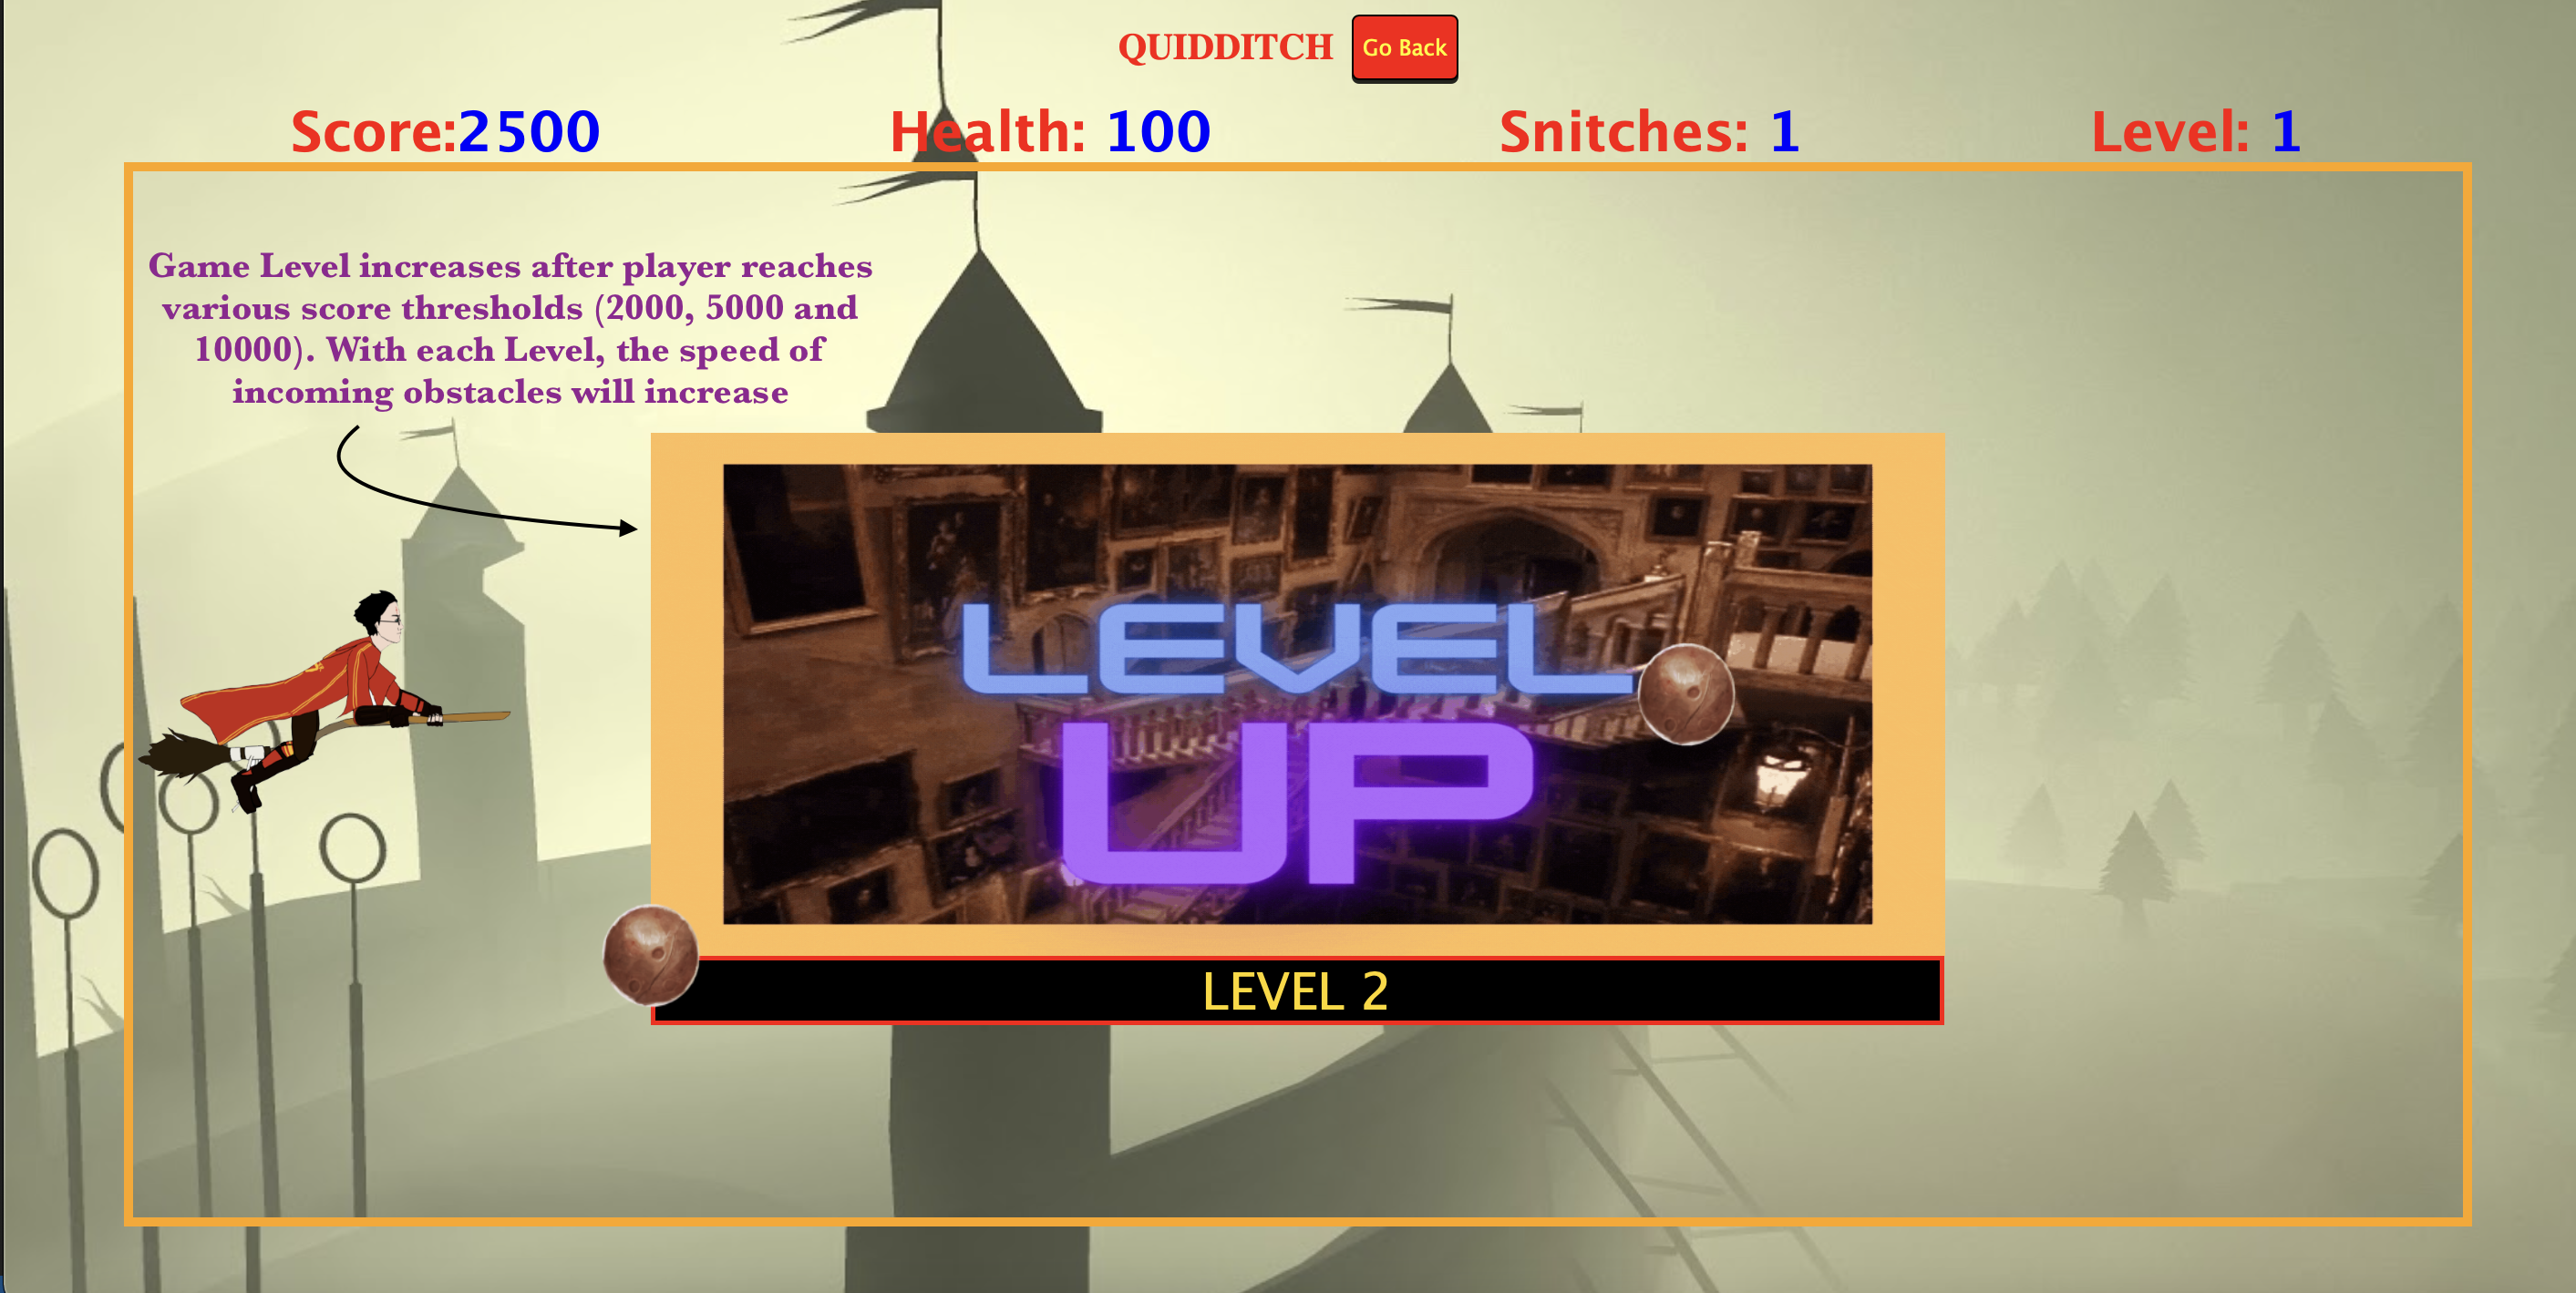 QUIDDITCH Go Back
Score:2500 Health: 100 Snitches: 1 Level: 1
Game Level increases after player reaches
various score thresholds (2000, 5000 and
10000). With each Level, the speed of
incoming obstacles will increase
LEVEL
UP
LEVEL 2